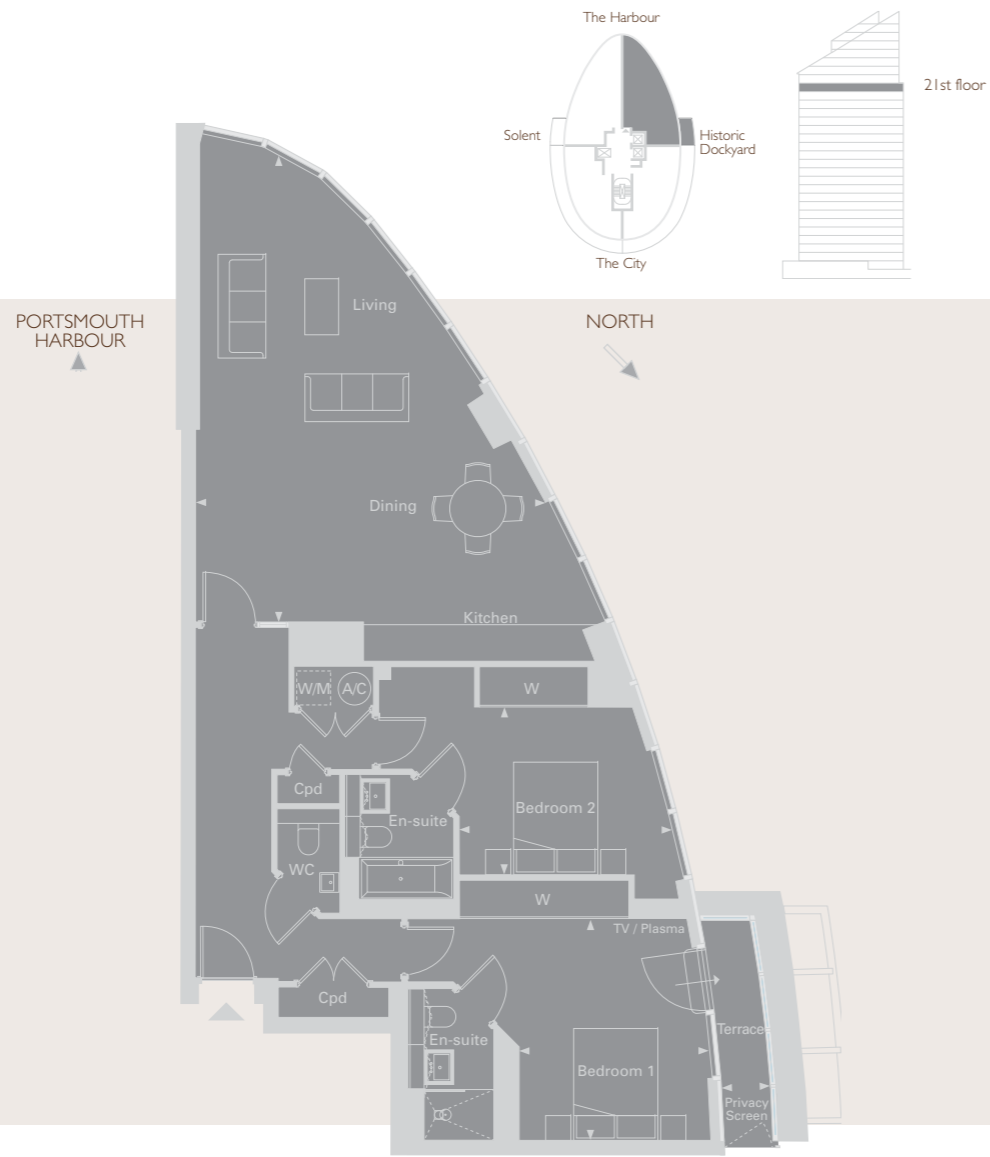 The Harbour
21st floor
Solent
Historic
Dockyard
The City
PORTSMOUTH
HARBOUR
NORTH
Living
Dining
Kitchen
W/M
A/C
W
Cpd
En-suite
Bedroom 2
WC
W
TV / Plasma
Cpd
En-suite
Terrace
Bedroom 1
Privacy
Screen